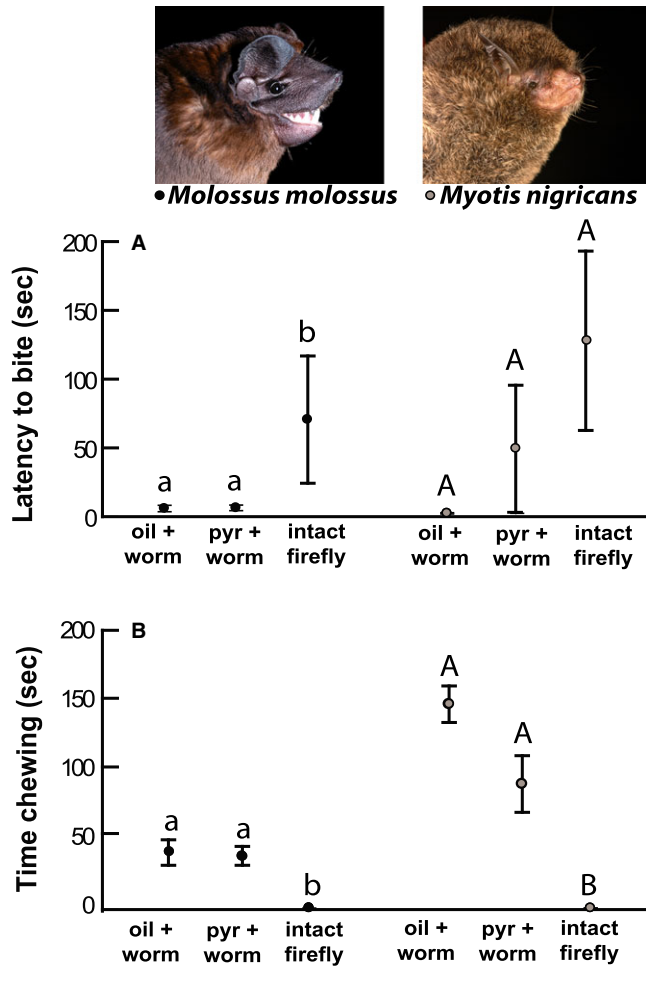 Molossus molossus
Myotis nigricans
A
Latency to bite (sec)
200
150
100
50
0
a
a
b
A
A
A
oil + worm
pyr + worm
intact firefly
oil + worm
pyr + worm
intact firefly
B
Time chewing (sec)
200
150
100
50
0
a
a
b
A
A
B
oil + worm
pyr + worm
intact firefly
oil + worm
pyr + worm
intact firefly